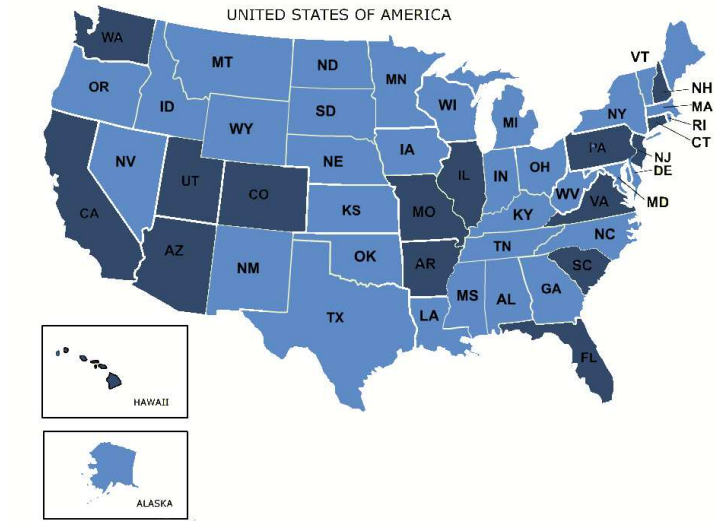 UNITED STATES OF AMERICA
WA
VT
MT
ND
MN
OR
NH
ID
SD
WI
MI
NY
MA
WY
RI
CT
NV
NE
IA
PA
NJ
UT
CO
IL
IN
OH
DE
WV
VA
MD
CA
KS
MO
KY
NC
AZ
NM
OK
AR
TN
SC
TX
LA
MS
AL
GA
FL
HAWAII
ALASKA